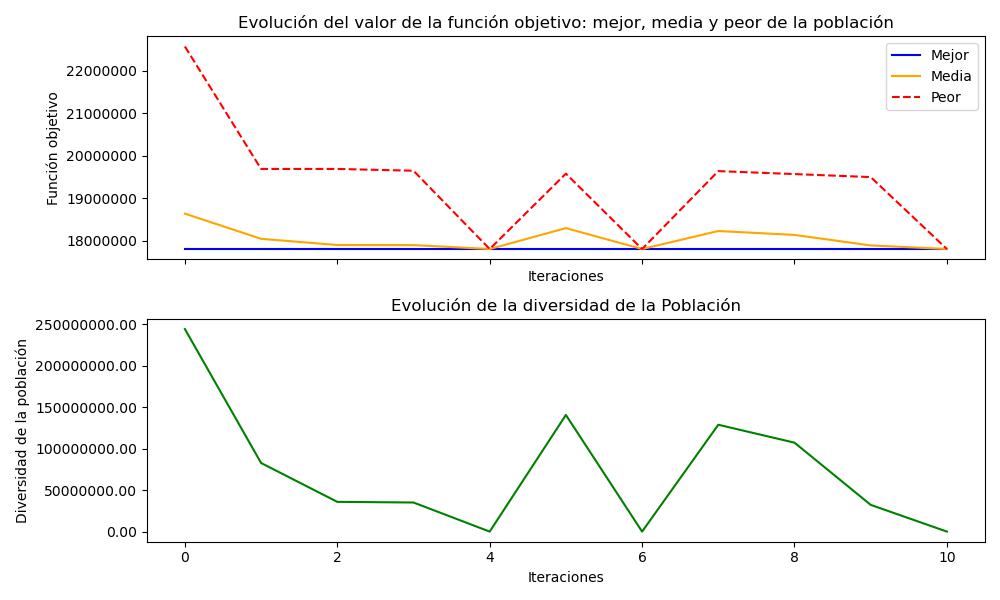 Evolución del valor de la función objetivo: mejor, media y peor de la población
Función objetivo
22000000
21000000
20000000
19000000
18000000
Mejor
Media
Peor
Iteraciones
Evolución de la diversidad de la Población
Diversidad de la población
250000000.00
200000000.00
150000000.00
100000000.00
50000000.00
0.00
0 2 4 6 8 10
Iteraciones